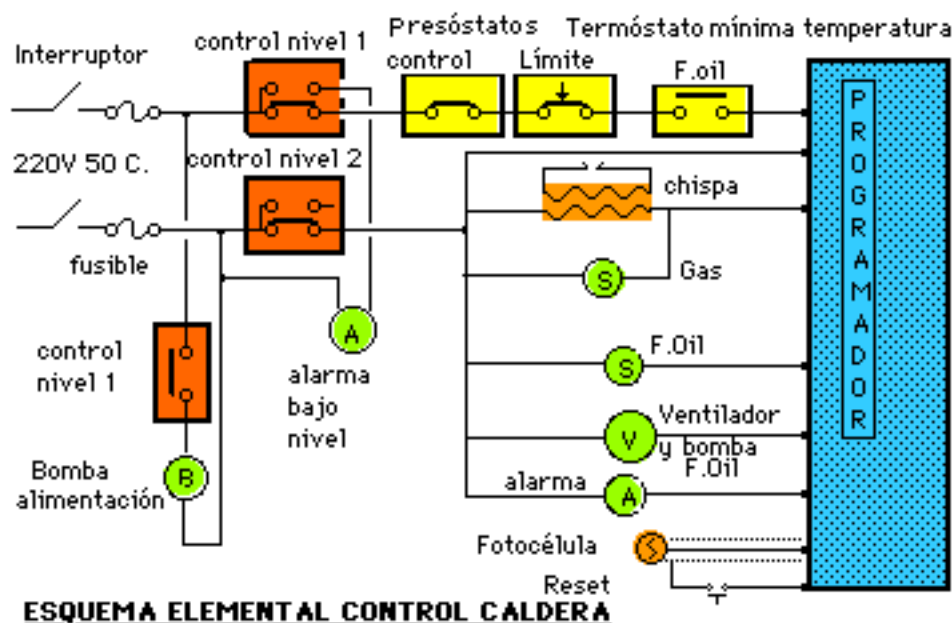 Presóstatos
Termóstato mínima temperatura
control nivel 1
Interruptor
control
Límite
F.oil
PROGRAMADOR
220V 50 C.
control nivel 2
chispa
fusible
Gas
S
A
control
nivel 1
alarma
bajo
nivel
F.Oil
S
Ventilador
y bomba
F.Oil
V
Bomba
alimentación
B
alarma
A
Fotocélula
Reset
ESQUEMA ELEMENTAL CONTROL CALDERA